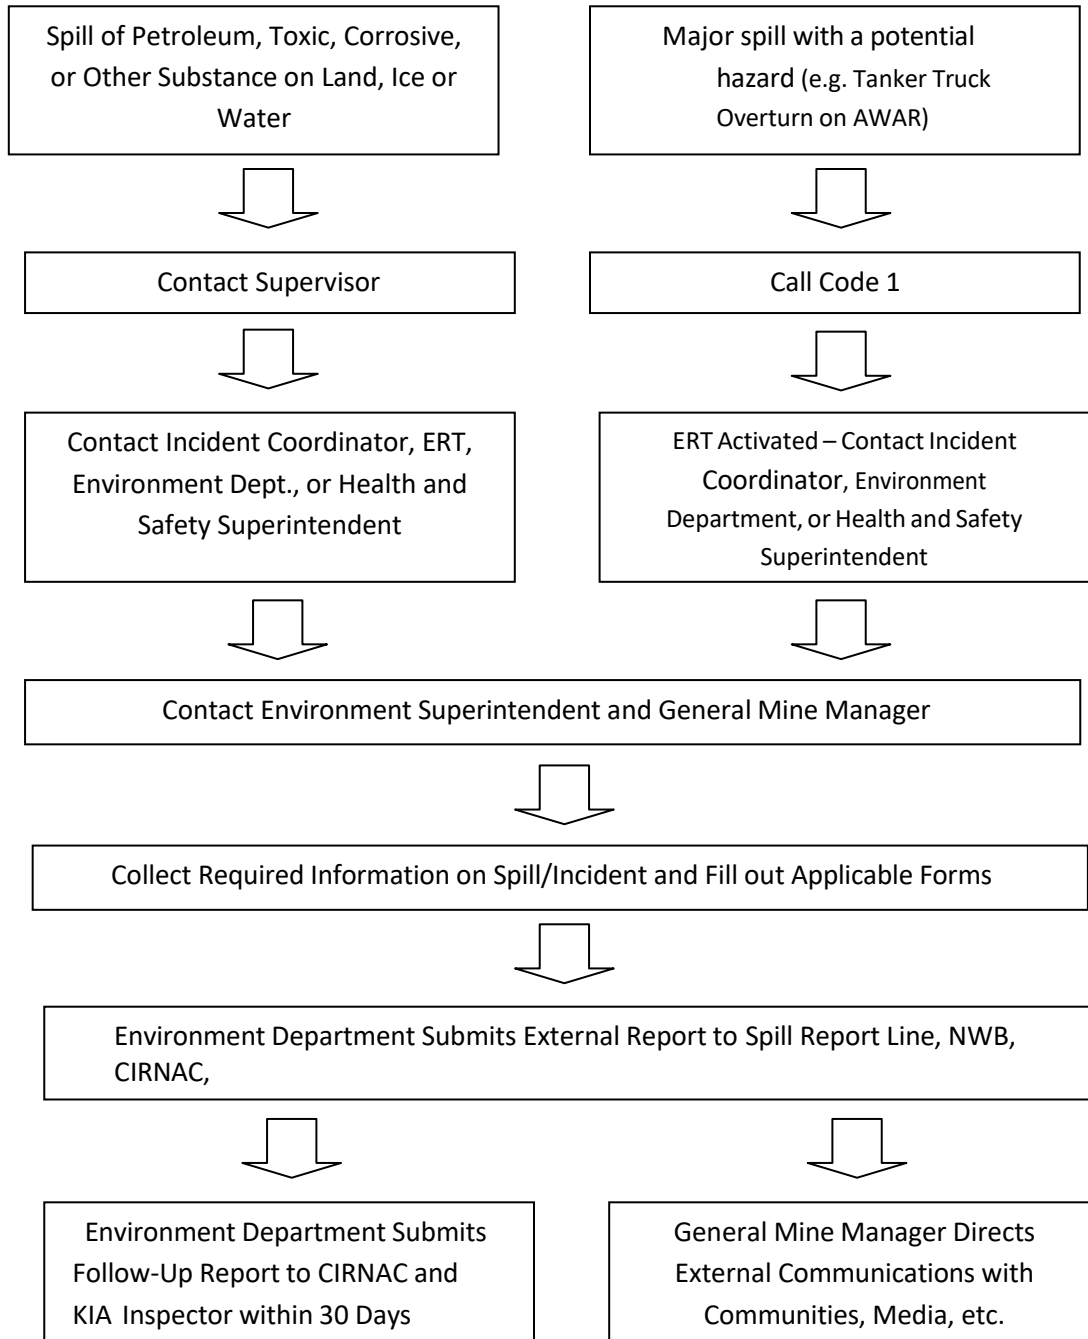 Spill of Petroleum, Toxic, Corrosive,
or Other Substance on Land, Ice or
Water
Major spill with a potential
hazard (e.g. Tanker Truck
Overturn on AWAR)
Contact Supervisor
Call Code 1
Contact Incident Coordinator, ERT,
Environment Dept., or Health and
Safety Superintendent
ERT Activated – Contact Incident
Coordinator, Environment
Department, or Health and Safety
Superintendent
Contact Environment Superintendent and General Mine Manager
Collect Required Information on Spill/Incident and Fill out Applicable Forms
Environment Department Submits External Report to Spill Report Line, NWB,
CIRNAC,
Environment Department Submits
Follow-Up Report to CIRNAC and
KIA Inspector within 30 Days
General Mine Manager Directs
External Communications with
Communities, Media, etc.